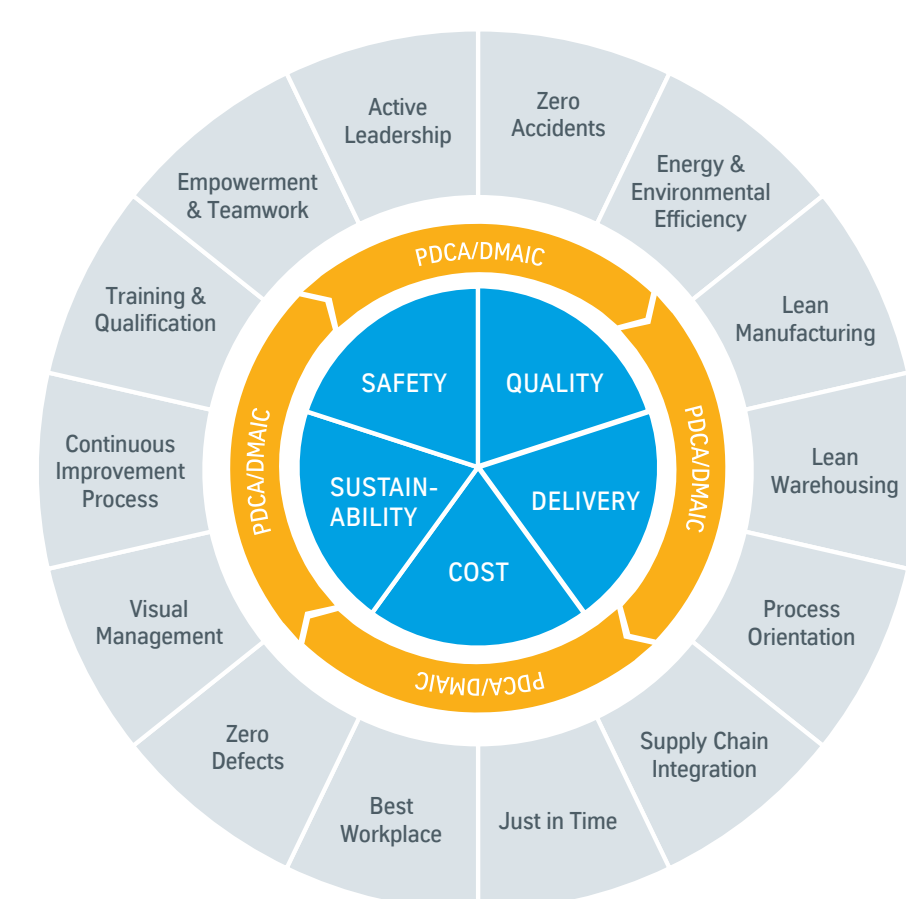 Active
Leadership
Zero
Accidents
Energy &
Environmental
Efficiency
Lean
Manufacturing
Lean
Warehousing
Process
Orientation
Supply Chain
Integration
Just in Time
Best
Workplace
Zero
Defects
Visual
Management
Continuous
Improvement
Process
Training &
Qualification
Empowerment
& Teamwork
PDCA/DMAIC
PDCA/DMAIC
PDCA/DMAIC
PDCA/DMAIC
SAFETY
QUALITY
DELIVERY
COST
SUSTAIN-
ABILITY